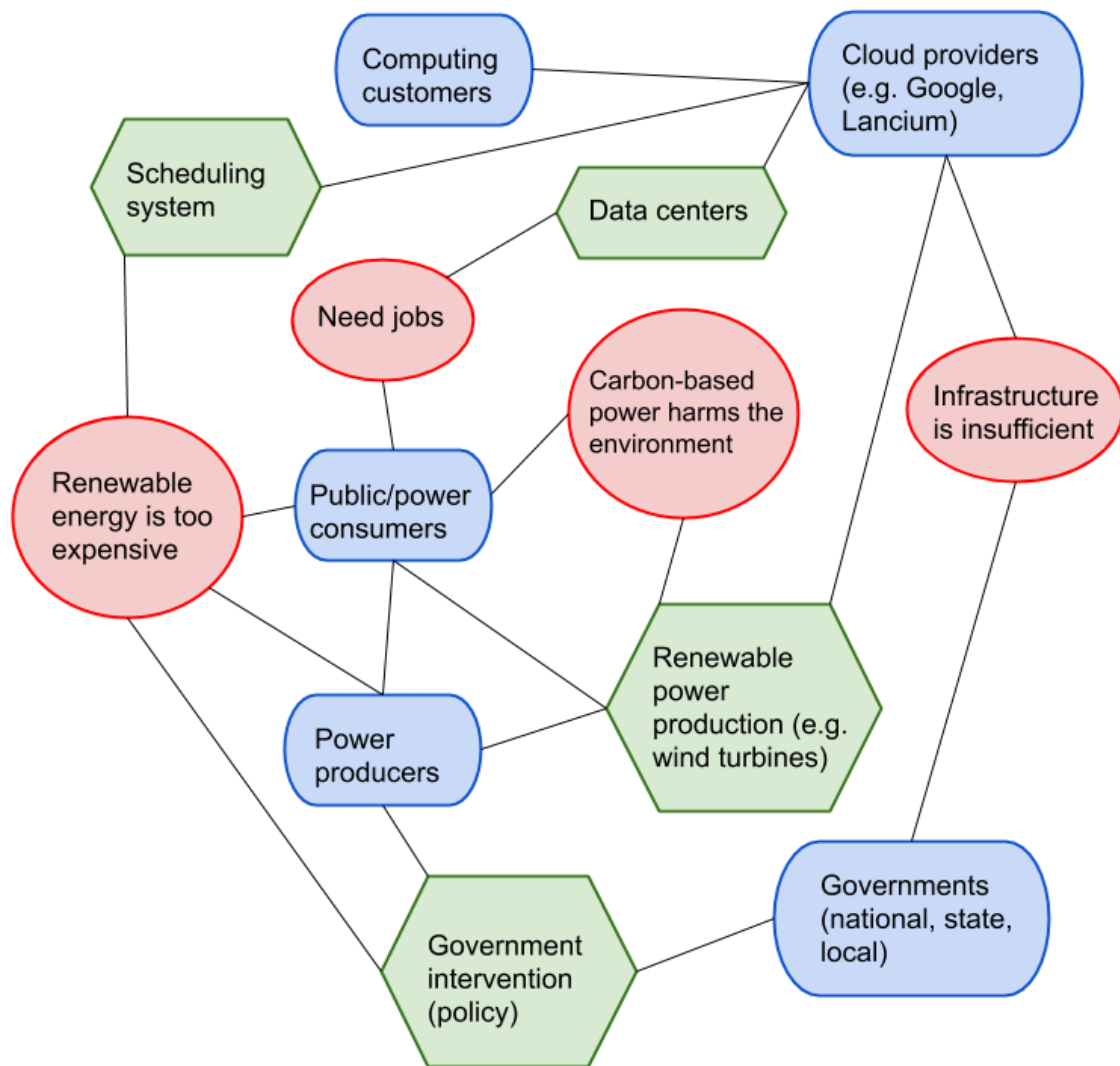 Computing
customers
Cloud providers
(e.g. Google,
Lancium)
Scheduling
system
Data centers
Need jobs
Carbon-based
power harms the
environment
Infrastructure
is insufficient
Renewable
energy is too
expensive
Public/power
consumers
Renewable
power
production (e.g.
wind turbines)
Power
producers
Governments
(national, state,
local)
Government
intervention
(policy)